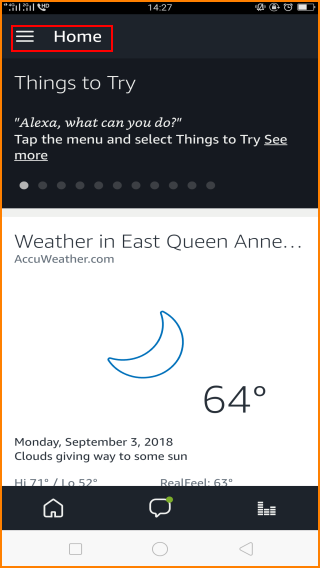 14:27
Home
Things to Try
"Alexa, what can you do?"
Tap the menu and select Things to Try See
more
Weather in East Queen Anne...
AccuWeather.com
64°
Monday, September 3, 2018
Clouds giving way to some sun
Hi 71° / Lo 52° RealFeel: 63°